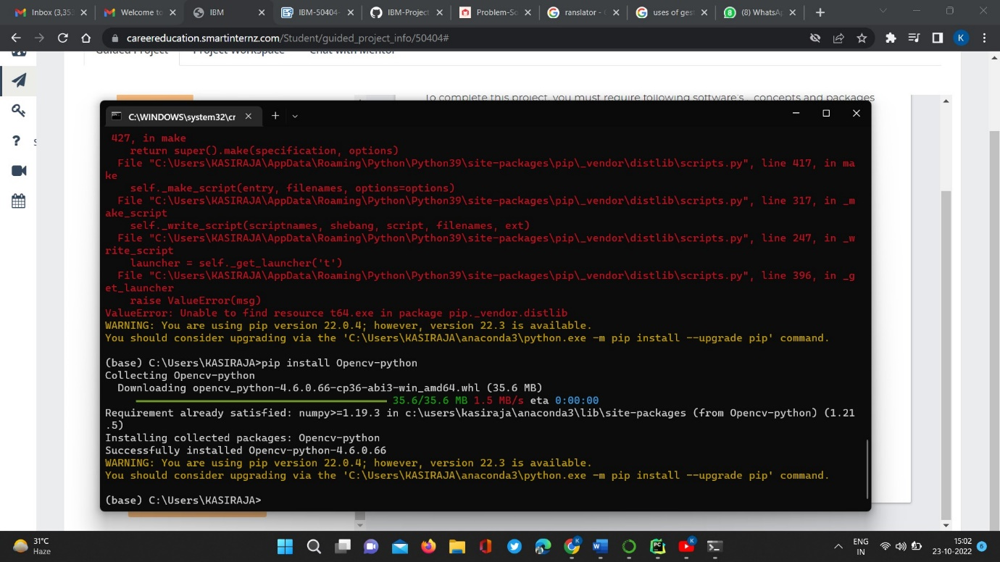 Inbox (3,353
Welcome to
IBM
IBM-50404-
IBM-Project
Problem-So
ranslator - G
uses of gest
(8) WhatsAp
careereducation.smartinternz.com/Student/guided_project_info/50404#
K
Guided Project
Project Workspace
Chat with Mentor
To complete this project, you must require following software's , concepts and packages
C:\WINDOWS\system32\cr
427, in make
return super().make(specification, options)
File "C:\Users\KASIRAJA\AppData\Roaming\Python\Python39\site-packages\pip\_vendor\distlib\scripts.py", line 417, in ma
ke
self._make_script(entry, filenames, options=options)
File "C:\Users\KASIRAJA\AppData\Roaming\Python\Python39\site-packages\pip\_vendor\distlib\scripts.py", line 317, in _m
ake_script
self._write_script(scriptnames, shebang, script, filenames, ext)
File "C:\Users\KASIRAJA\AppData\Roaming\Python\Python39\site-packages\pip\_vendor\distlib\scripts.py", line 247, in _w
rite_script
launcher = self._get_launcher('t')
File "C:\Users\KASIRAJA\AppData\Roaming\Python\Python39\site-packages\pip\_vendor\distlib\scripts.py", line 396, in _g
et_launcher
raise ValueError(msg)
ValueError: Unable to find resource t64.exe in package pip._vendor.distlib
WARNING: You are using pip version 22.0.4; however, version 22.3 is available.
You should consider upgrading via the 'C:\Users\KASIRAJA\anaconda3\python.exe -m pip install --upgrade pip' command.
(base) C:\Users\KASIRAJA>pip install Opencv-python
Collecting Opencv-python
Downloading opencv_python-4.6.0.66-cp36-abi3-win_amd64.whl (35.6 MB)
35.6/35.6 MB 1.5 MB/s eta 0:00:00
Requirement already satisfied: numpy>=1.19.3 in c:\users\kasiraja\anaconda3\lib\site-packages (from Opencv-python) (1.21
.5)
Installing collected packages: Opencv-python
Successfully installed Opencv-python-4.6.0.66
WARNING: You are using pip version 22.0.4; however, version 22.3 is available.
You should consider upgrading via the 'C:\Users\KASIRAJA\anaconda3\python.exe -m pip install --upgrade pip' command.
(base) C:\Users\KASIRAJA>
31°C
Haze
ENG
IN
15:02
23-10-2022
6